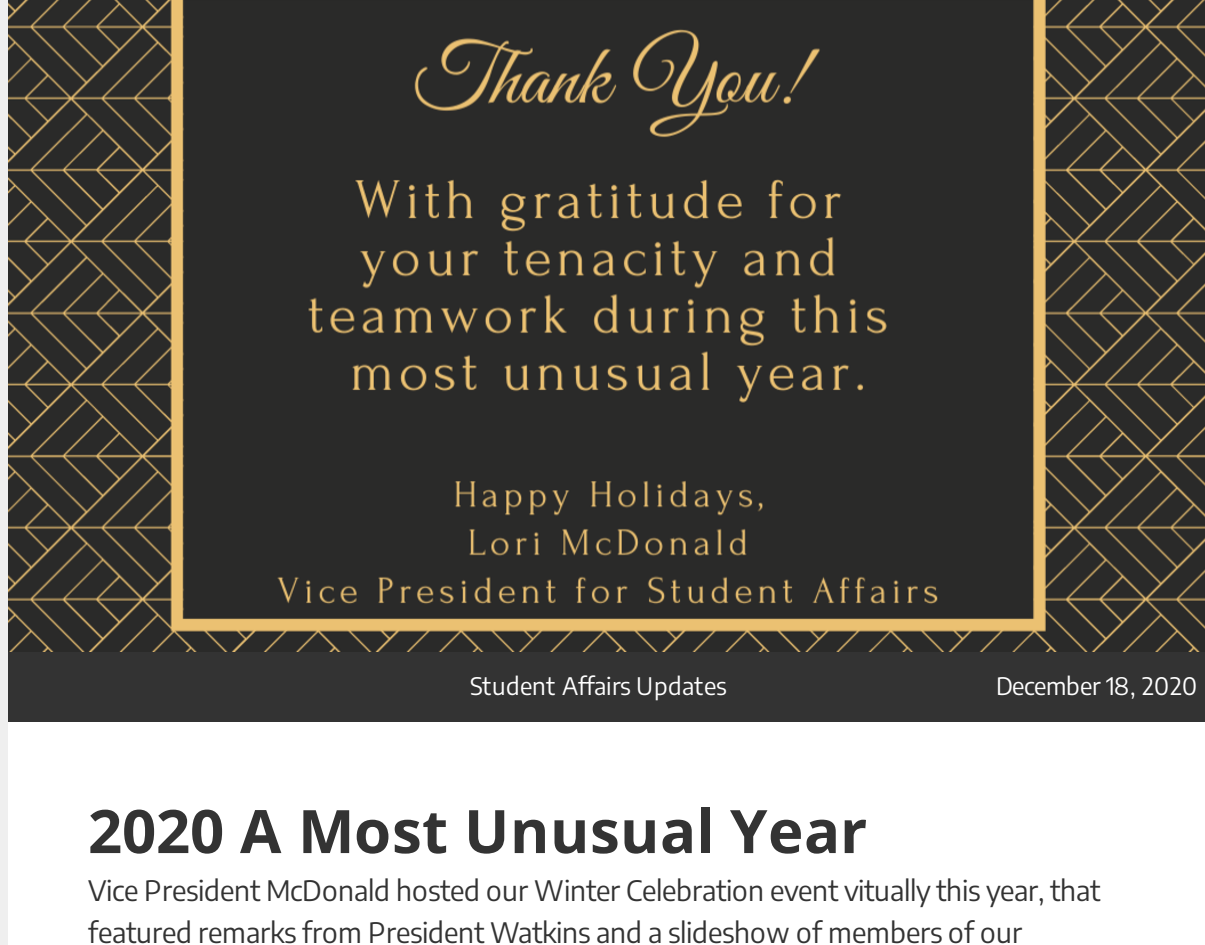 Thank You!
With gratitude for
your tenacity and
teamwork during this
most unusual year.
Happy Holidays,
Lori McDonald
Vice President for Student Affairs
Student Affairs Updates
December 18, 2020
2020 A Most Unusual Year
Vice President McDonald hosted our Winter Celebration event vitually this year, that
featured remarks from President Watkins and a slideshow of members of our